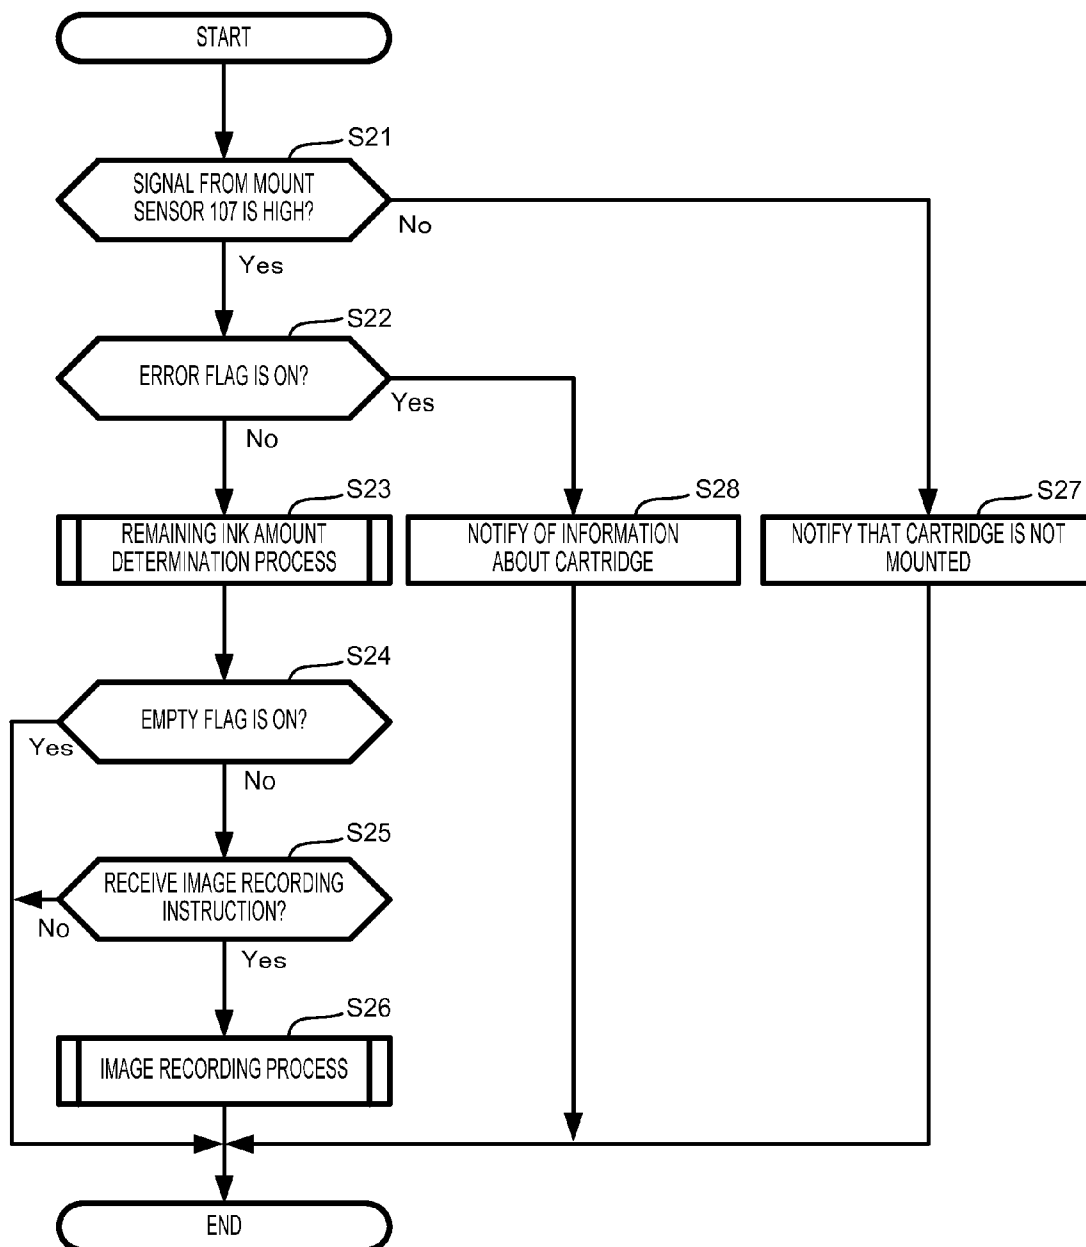 START
S21
SIGNAL FROM MOUNT
SENSOR 107 IS HIGH?
No
Yes
S22
ERROR FLAG IS ON?
Yes
No
S23
REMAINING INK AMOUNT
DETERMINATION PROCESS
S28
NOTIFY OF INFORMATION
ABOUT CARTRIDGE
S27
NOTIFY THAT CARTRIDGE IS NOT
MOUNTED
S24
EMPTY FLAG IS ON?
Yes
No
S25
RECEIVE IMAGE RECORDING
INSTRUCTION?
No
Yes
S26
IMAGE RECORDING PROCESS
END